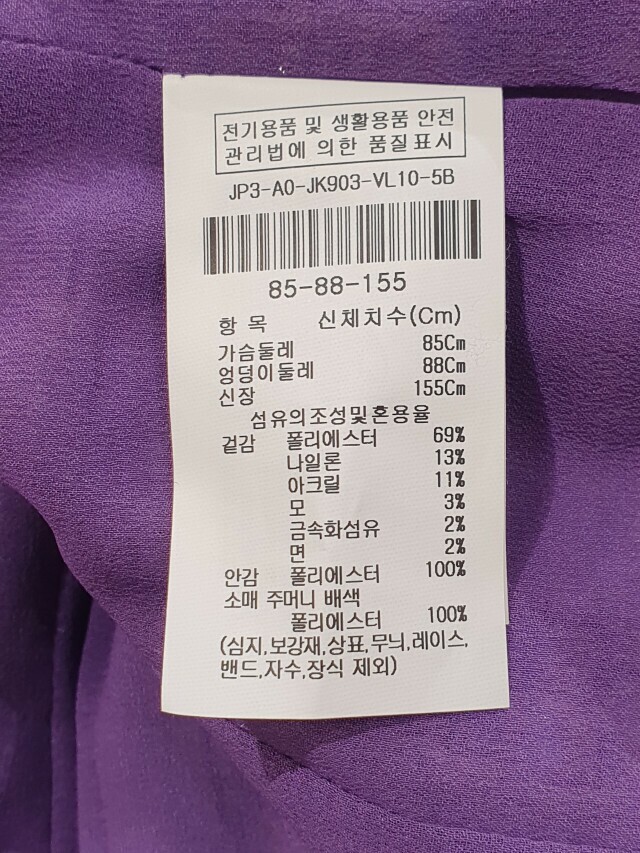 전기용품 및 생활용품 안전
관리법에 의한 품질표시
JP3-A0-JK903-VL10-5B
85-88-155
항 목 신체치수(Cm)
가슴둘레 85Cm
엉덩이둘레 88Cm
신장 155Cm
섬유의조성및혼용율
겉감 폴리에스터 69%
나일론 13%
아크릴 11%
모 3%
금속화섬유 2%
면 2%
안감 폴리에스터 100%
소매 주머니 배색
폴리에스터 100%
(심지,보강재,상표,무늬,레이스,
밴드,자수,장식 제외)